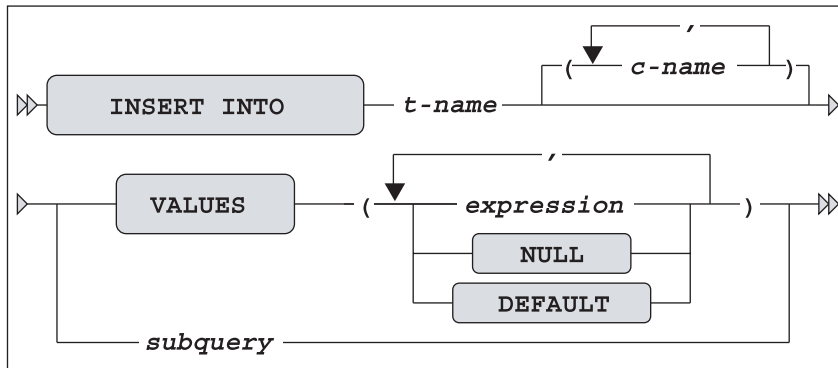 ,
( c-name )
INSERT INTO t-name
,
VALUES ( expression )
NULL
DEFAULT
subquery